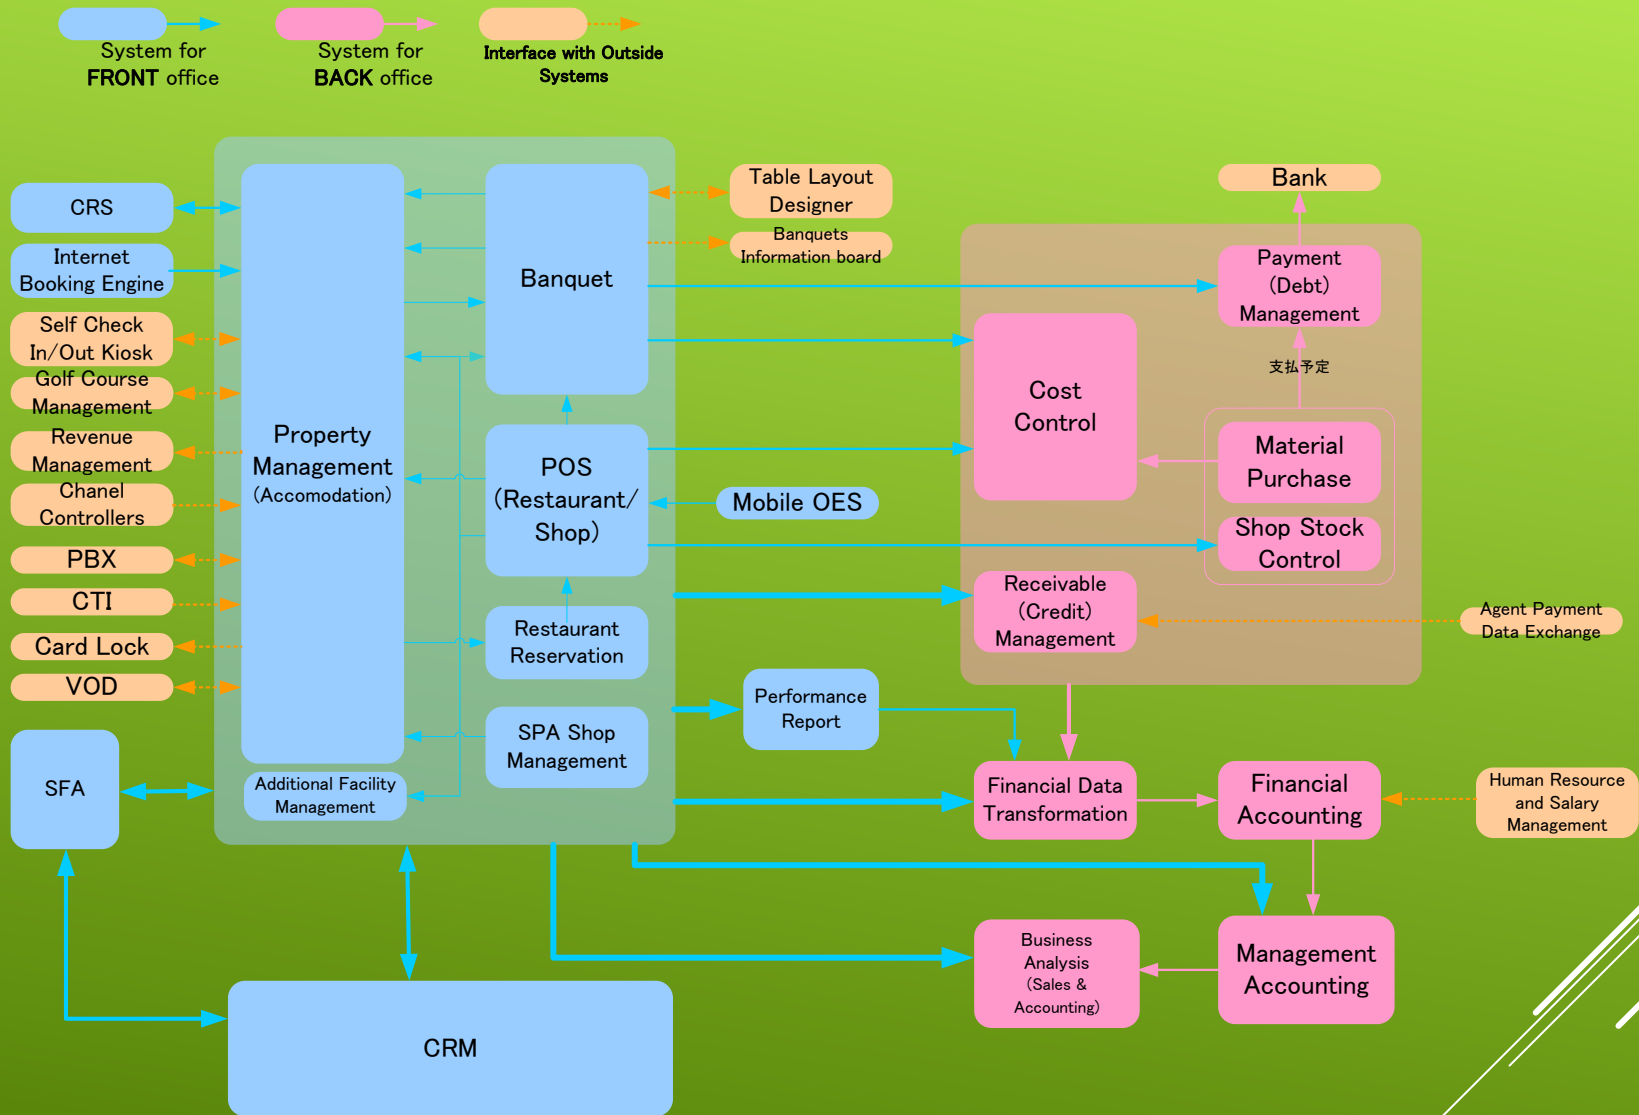 System for
FRONT office
System for
BACK office
Interface with Outside
Systems
CRS
Internet
Booking Engine
Self Check
In/Out Kiosk
Golf Course
Management
Revenue
Management
Chanel
Controllers
PBX
CTI
Card Lock
VOD
SFA
Property
Management
(Accomodation)
Additional Facility
Management
Banquet
POS
(Restaurant/
Shop)
Restaurant
Reservation
SPA Shop
Management
CRM
Table Layout
Designer
Banquets
Information board
Mobile OES
Performance
Report
Bank
Payment
(Debt)
Management
支払予定
Cost
Control
Material
Purchase
Shop Stock
Control
Receivable
(Credit)
Management
Agent Payment
Data Exchange
Financial Data
Transformation
Financial
Accounting
Human Resource
and Salary
Management
Business
Analysis
(Sales &
Accounting)
Management
Accounting